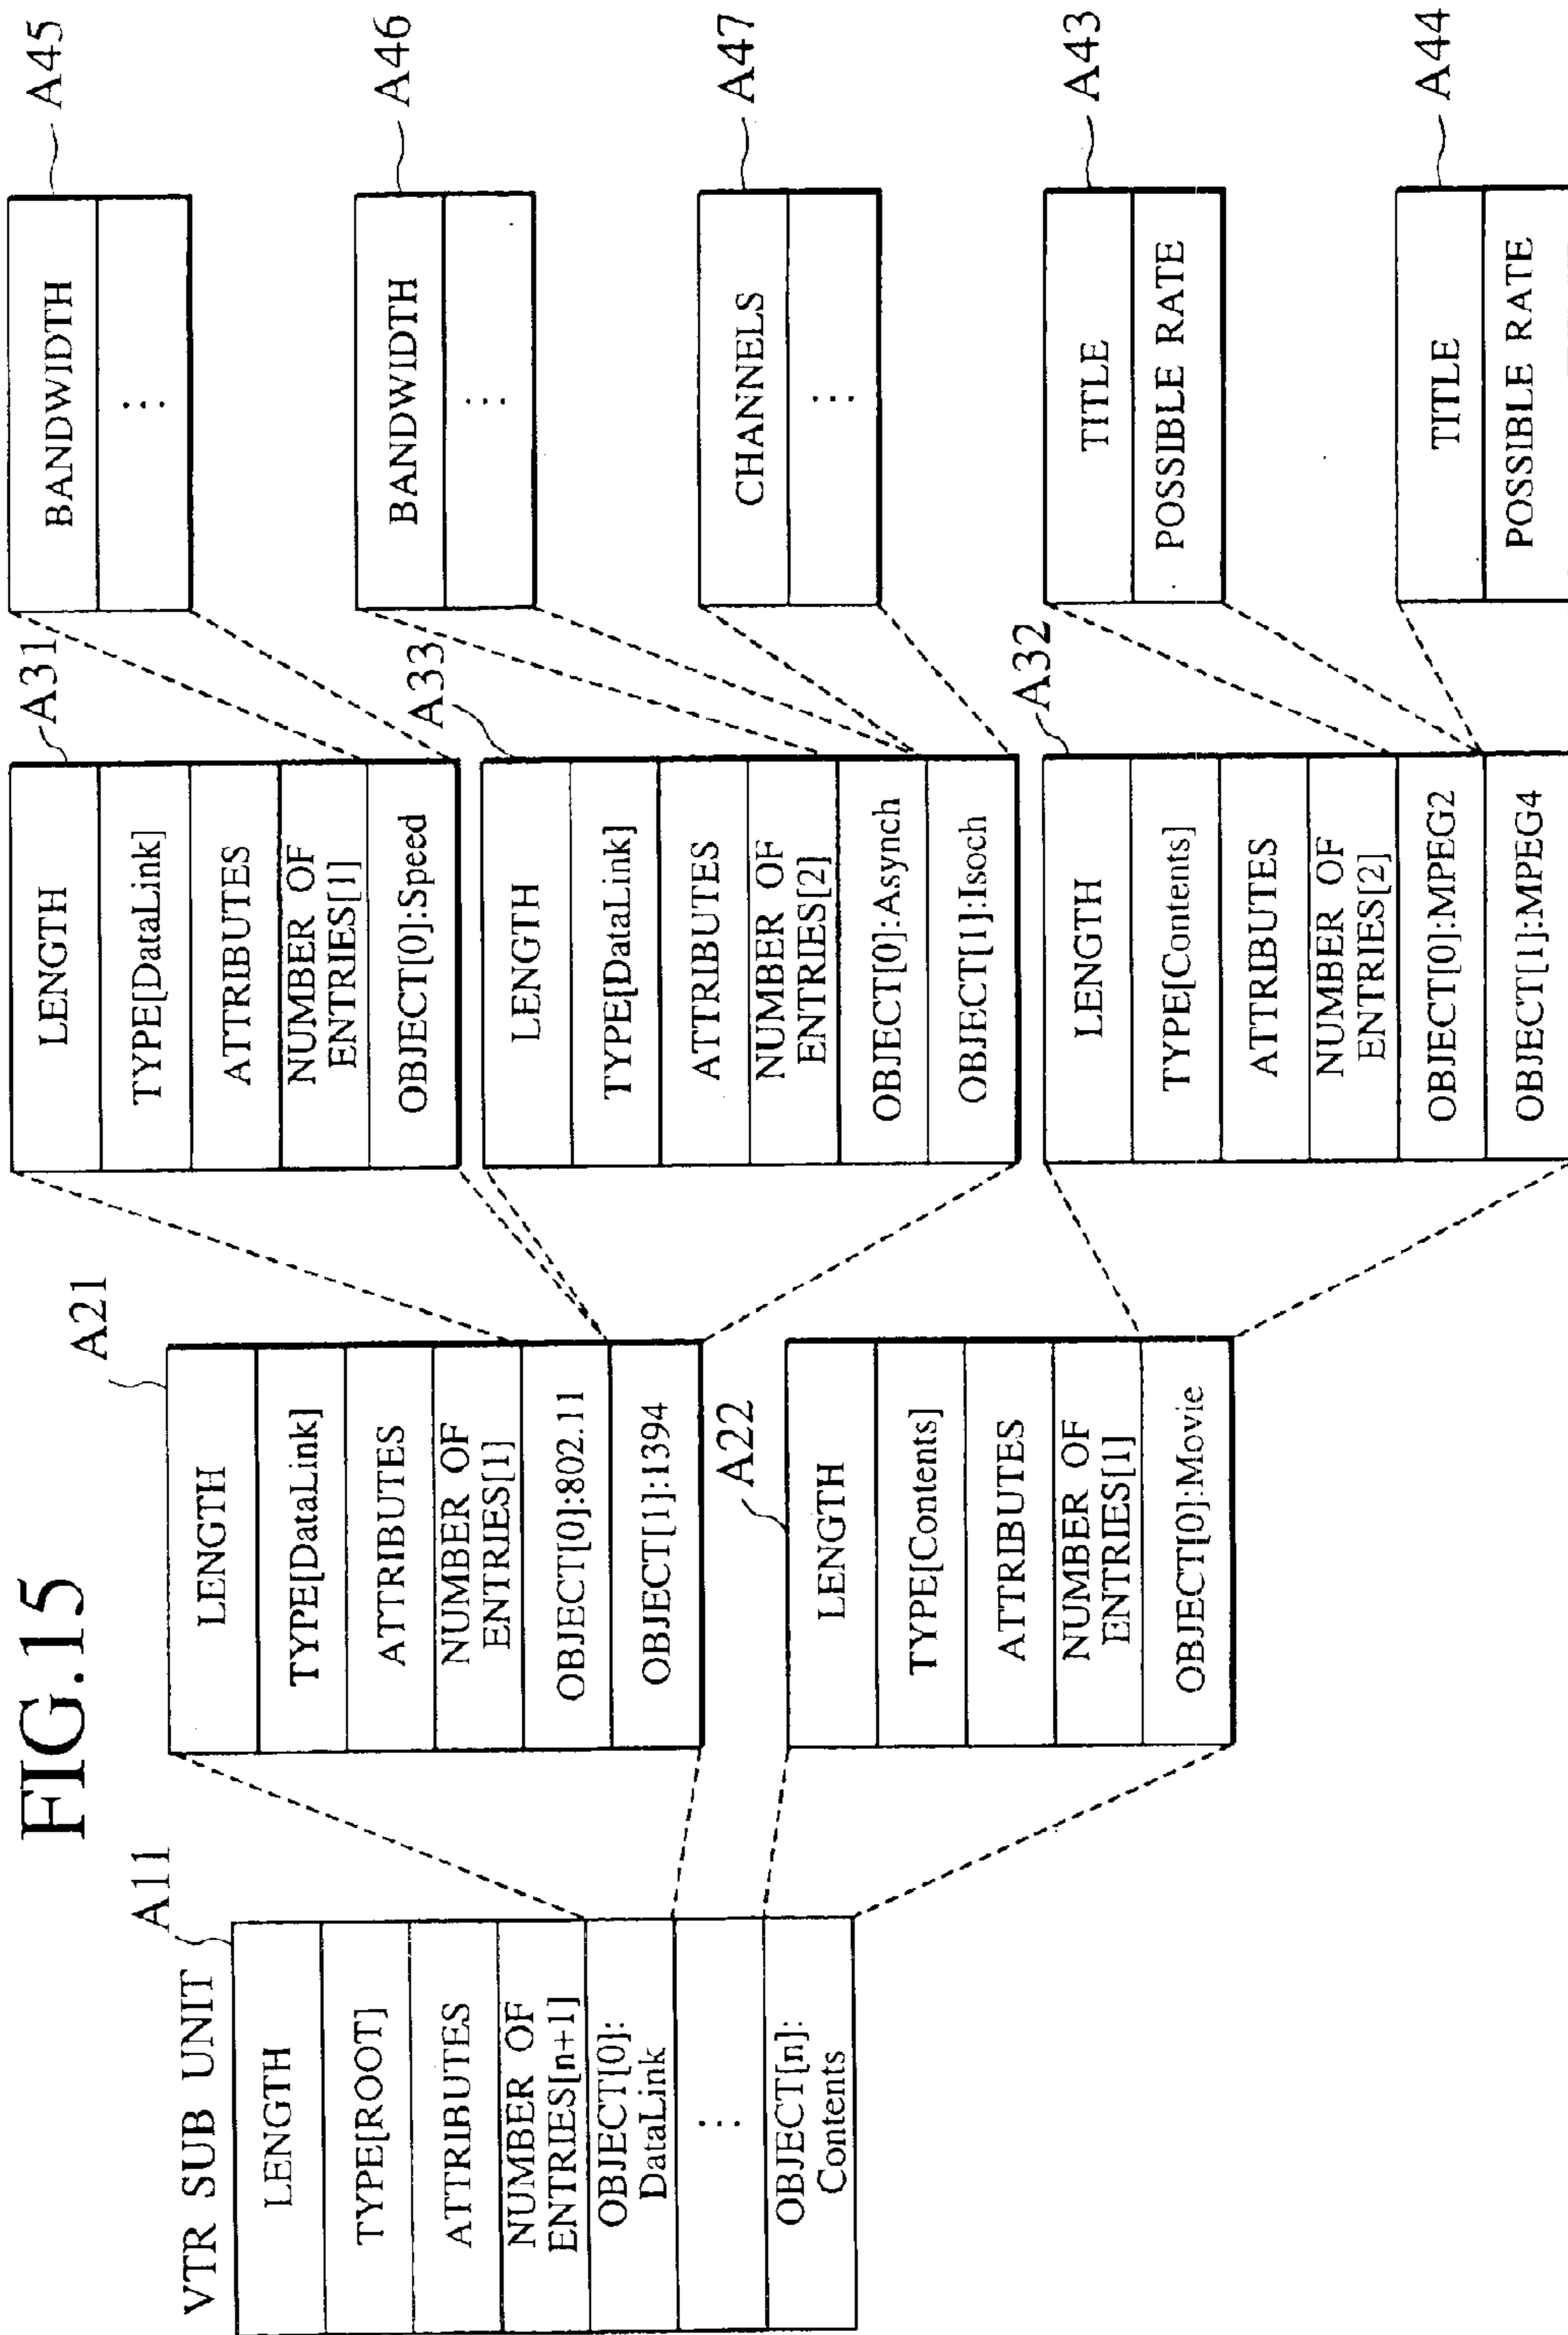 FIG.15
VTR SUB UNIT
A11
LENGTH
TYPE[ROOT]
ATTRIBUTES
NUMBER OF
ENTRIES[n+1]
OBJECT[0]:
DataLink
⋮
OBJECT[n]:
Contents
A21
LENGTH
TYPE[DataLink]
ATTRIBUTES
NUMBER OF
ENTRIES[1]
OBJECT[0]:802.11
OBJECT[1]:1394
A22
LENGTH
TYPE[Contents]
ATTRIBUTES
NUMBER OF
ENTRIES[1]
OBJECT[0]:Movie
A31
LENGTH
TYPE[DataLink]
ATTRIBUTES
NUMBER OF
ENTRIES[1]
OBJECT[0]:Speed
A33
LENGTH
TYPE[DataLink]
ATTRIBUTES
NUMBER OF
ENTRIES[2]
OBJECT[0]:Asynch
OBJECT[1]:Isoch
A32
LENGTH
TYPE[Contents]
ATTRIBUTES
NUMBER OF
ENTRIES[2]
OBJECT[0]:MPEG2
OBJECT[1]:MPEG4
A45
BANDWIDTH
⋮
A46
BANDWIDTH
⋮
A47
CHANNELS
⋮
A43
TITLE
POSSIBLE RATE
A44
TITLE
POSSIBLE RATE